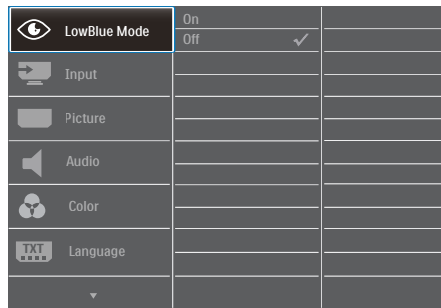 LowBlue Mode
On
Off
Input
Picture
Audio
Color
TXT
Language